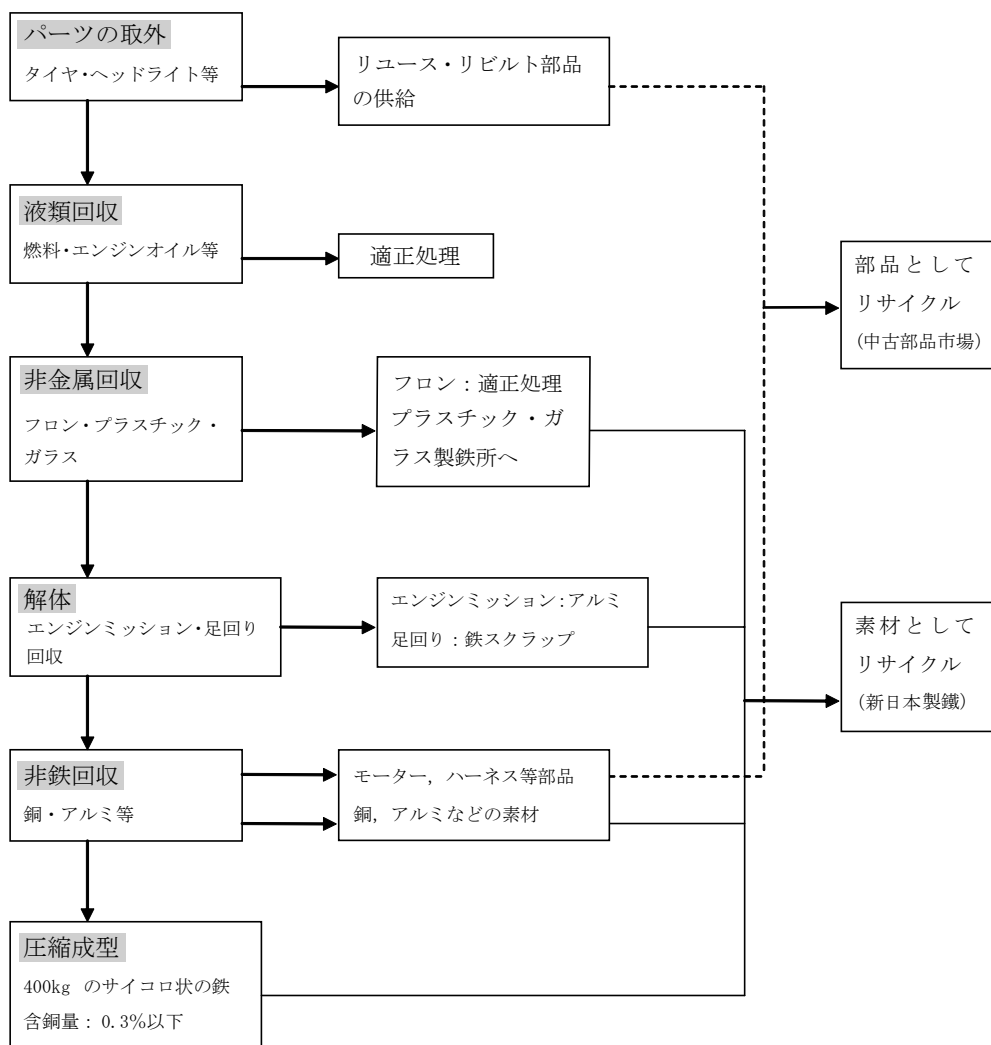 パーツの取外
タイヤ・ヘッドライト等
リユース・リビルト部品
の供給
液類回収
燃料・エンジンオイル等
適正処理
部品として
リサイクル
(中古部品市場)
非金属回収
フロン・プラスチック・
ガラス
フロン：適正処理
プラスチック・ガ
ラス製鉄所へ
解体
エンジンミッション・足回り
回収
エンジンミッション：アルミ
足回り：鉄スクラップ
素材として
リサイクル
(新日本製鐵)
非鉄回収
銅・アルミ等
モーター，ハーネス等部品
銅，アルミなどの素材
圧縮成型
400kg のサイコロ状の鉄
含銅量：0.3%以下